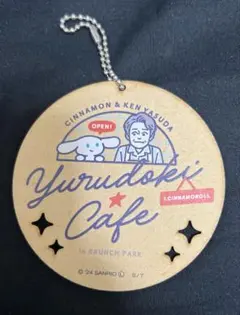 CINNAMON & KEN YASUDA
OPEN!
Yurudoki
Cafe
CINNAMOROLL
in BRUNCH PARK
© '24 SANRIO Ⓛ S/T